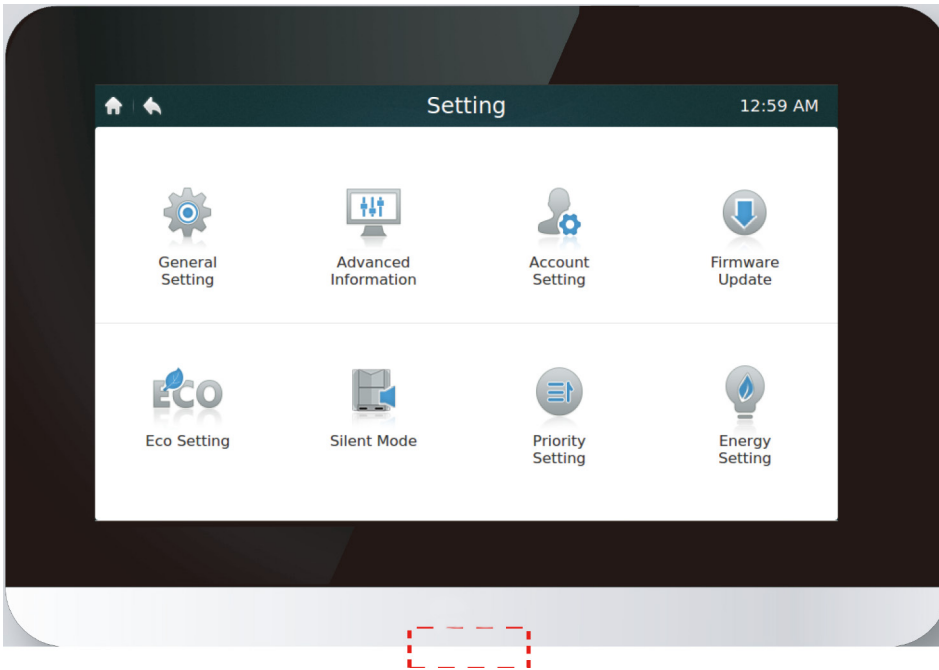 Setting
12:59 AM
General
Setting
Advanced
Information
Account
Setting
Firmware
Update
ECO
Eco Setting
Silent Mode
Priority
Setting
Energy
Setting